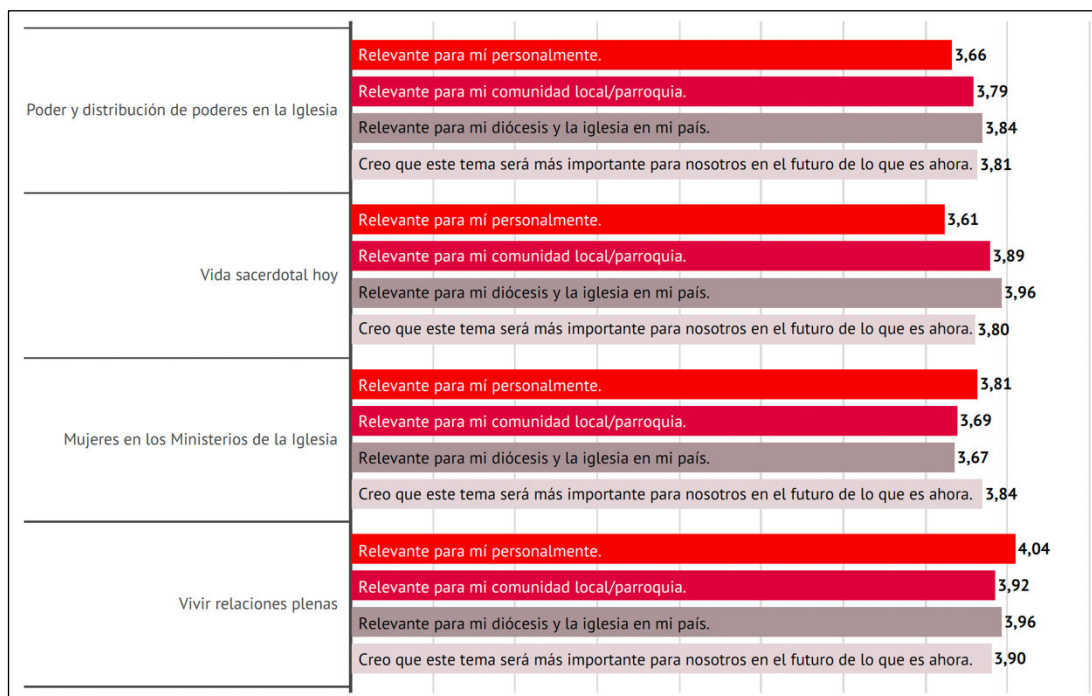 Poder y distribución de poderes en la Iglesia
Relevante para mí personalmente. 3,66
Relevante para mi comunidad local/parroquia. 3,79
Relevante para mi diócesis y la iglesia en mi país. 3,84
Creo que este tema será más importante para nosotros en el futuro de lo que es ahora. 3,81
Vida sacerdotal hoy
Relevante para mí personalmente. 3,61
Relevante para mi comunidad local/parroquia. 3,89
Relevante para mi diócesis y la iglesia en mi país. 3,96
Creo que este tema será más importante para nosotros en el futuro de lo que es ahora. 3,80
Mujeres en los Ministerios de la Iglesia
Relevante para mí personalmente. 3,81
Relevante para mi comunidad local/parroquia. 3,69
Relevante para mi diócesis y la iglesia en mi país. 3,67
Creo que este tema será más importante para nosotros en el futuro de lo que es ahora. 3,84
Vivir relaciones plenas
Relevante para mí personalmente. 4,04
Relevante para mi comunidad local/parroquia. 3,92
Relevante para mi diócesis y la iglesia en mi país. 3,96
Creo que este tema será más importante para nosotros en el futuro de lo que es ahora. 3,90